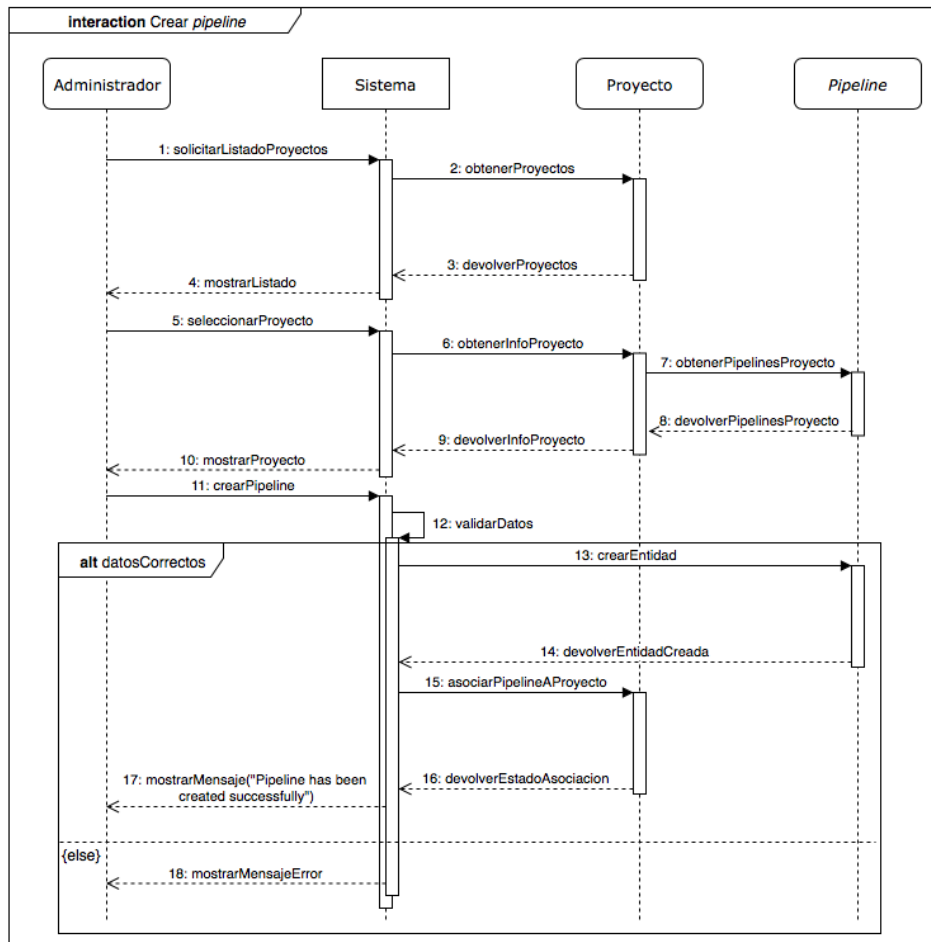 interaction Crear pipeline
Administrador
Sistema
Proyecto
Pipeline
1: solicitarListadoProyectos
2: obtenerProyectos
3: devolverProyectos
4: mostrarListado
5: seleccionarProyecto
6: obtenerInfoProyecto
7: obtenerPipelinesProyecto
8: devolverPipelinesProyecto
9: devolverInfoProyecto
10: mostrarProyecto
11: crearPipeline
12: validarDatos
alt datosCorrectos
13: crearEntidad
14: devolverEntidadCreada
15: asociarPipelineAProyecto
16: devolverEstadoAsociacion
17: mostrarMensaje("Pipeline has been
created successfully")
{else}
18: mostrarMensajeError